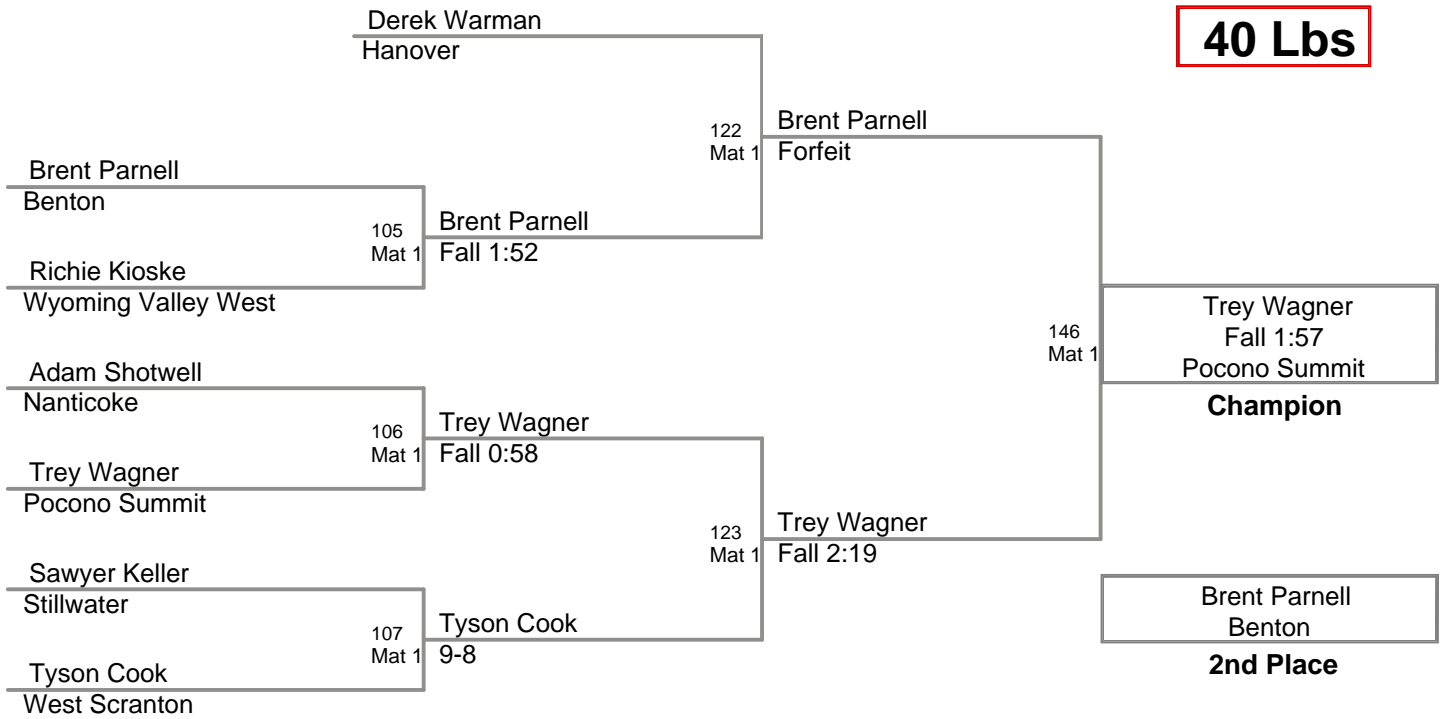 Derek Warman
Hanover
40 Lbs
122
Mat 1
Brent Parnell
Forfeit
Brent Parnell
Benton
105
Mat 1
Brent Parnell
Fall 1:52
Richie Kioske
Wyoming Valley West
146
Mat 1
Trey Wagner
Fall 1:57
Pocono Summit
Champion
Adam Shotwell
Nanticoke
106
Mat 1
Trey Wagner
Fall 0:58
Trey Wagner
Pocono Summit
123
Mat 1
Trey Wagner
Fall 2:19
Sawyer Keller
Stillwater
107
Mat 1
Tyson Cook
9-8
Tyson Cook
West Scranton
Brent Parnell
Benton
2nd Place